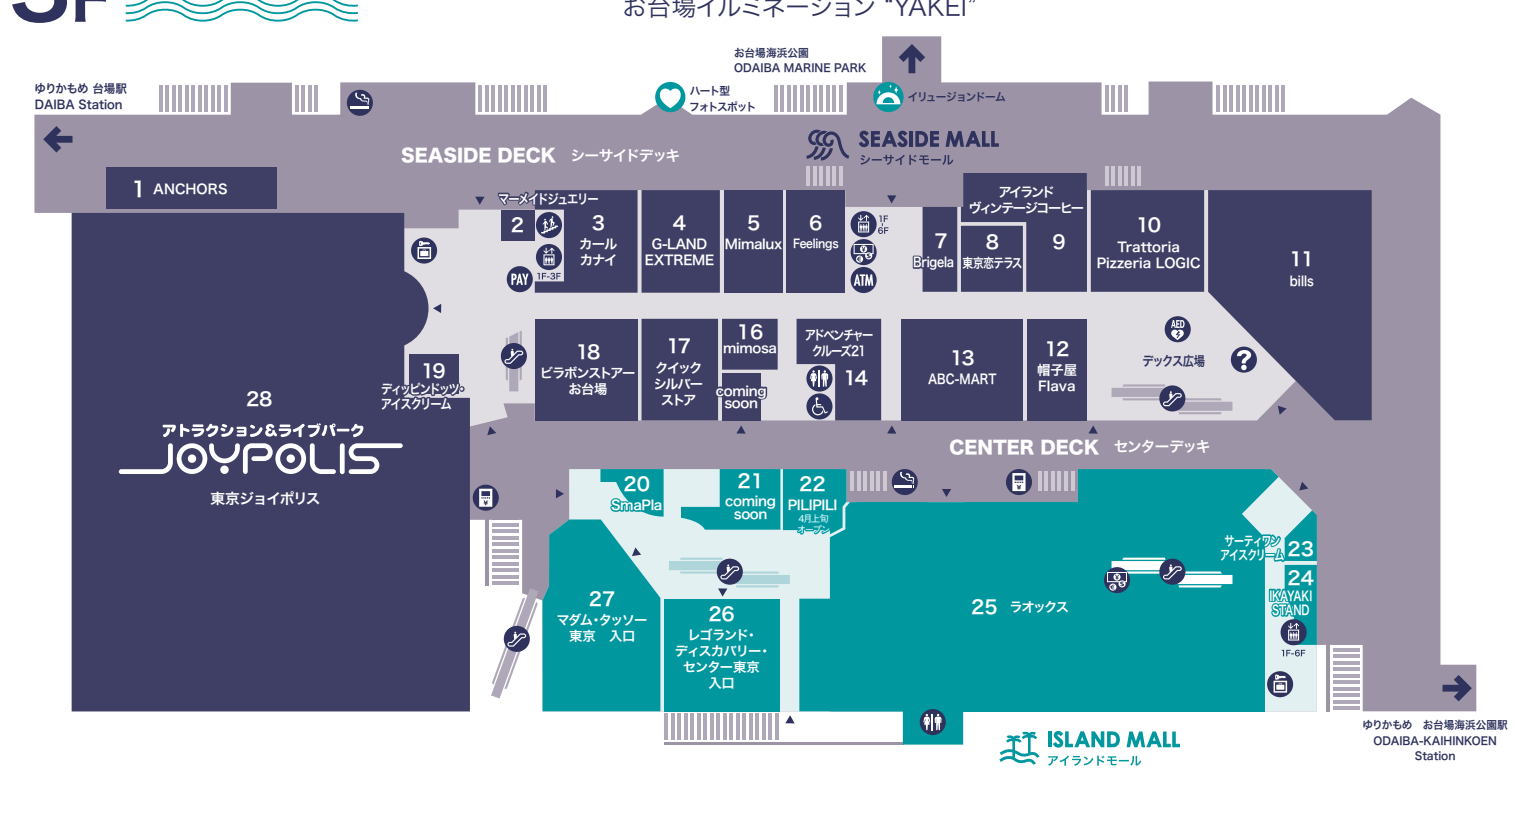 3F
お台場イルミネーション “YAKEI”
ゆりかもめ 台場駅
DAIBA Station
お台場海浜公園
ODAIBA MARINE PARK
ハート型
フォトスポット
イリュージョンドーム
SEASIDE DECK シーサイドデッキ
SEASIDE MALL
シーサイドモール
1 ANCHORS
マーメイドジュエリー
2
1F-3F
PAY
3
カール
カナイ
4
G-LAND
EXTREME
5
Mimalux
6
Feelings
1F
6F
ATM
7
Brigela
アイランド
ヴィンテージコーヒー
8
東京恋テラス
9
10
Trattoria
Pizzeria LOGIC
11
bills
19
ディッピンドッツ・
アイスクリーム
18
ビラボンストアー
お台場
17
クイック
シルバー
ストア
16
mimosa
coming
soon
アドベンチャー
クルーズ21
14
13
ABC-MART
12
帽子屋
Flava
AED
デックス広場
?
28
アトラクション&ライブパーク
JOYPOLIS
東京ジョイポリス
CENTER DECK センターデッキ
20
SmaPla
21
coming
soon
22
PILIPILI
4月上旬
オープン
サーティワン
アイスクリーム
23
24
IKAYAKI
STAND
1F-6F
25 ラオックス
27
マダム・タッソー
東京 入口
26
レゴランド・
ディスカバリー・
センター東京
入口
ISLAND MALL
アイランドモール
ゆりかもめ お台場海浜公園駅
ODAIBA-KAIHINKOEN
Station